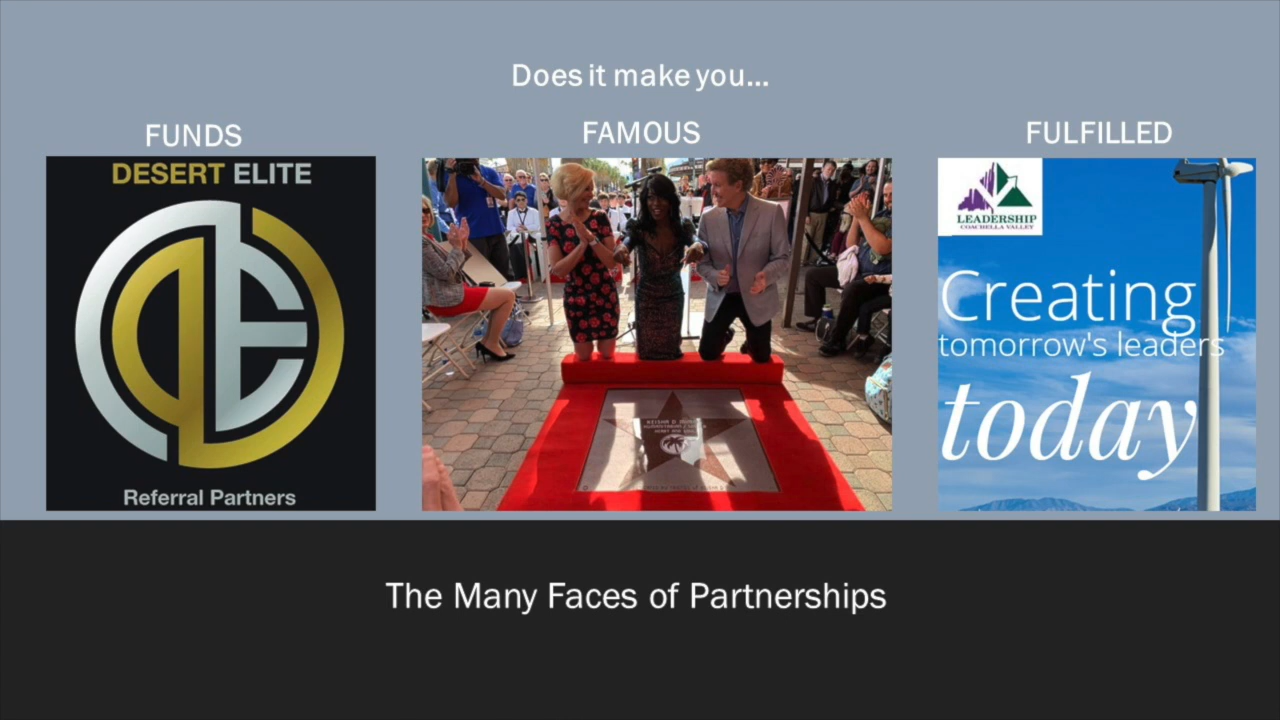 Does it make you...
FUNDS
FAMOUS
FULFILLED
DESERT ELITE
Referral Partners
LEADERSHIP
COACHELLA VALLEY
Creating
tomorrow's leaders
today
The Many Faces of Partnerships